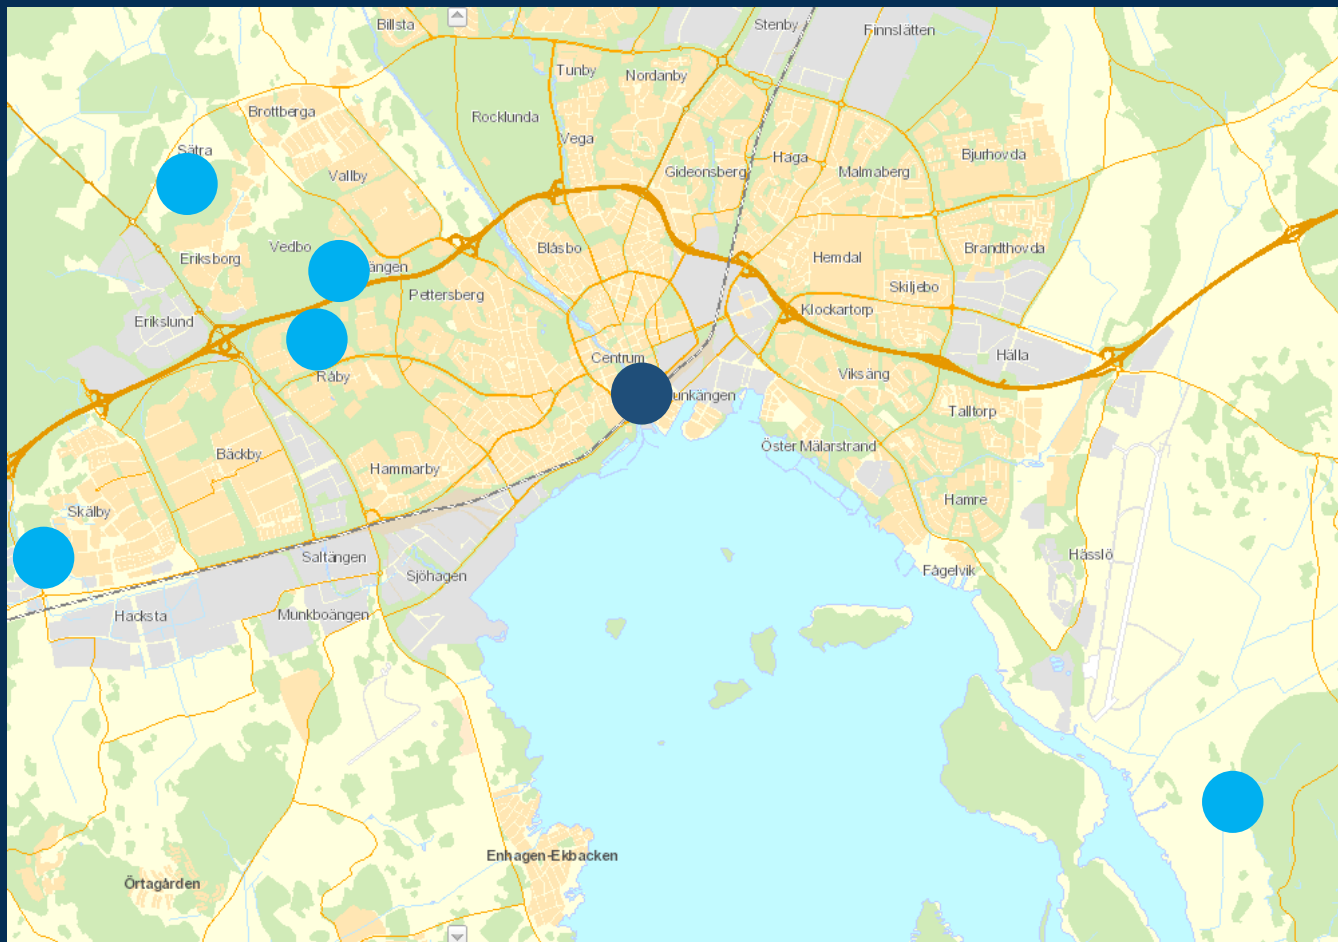 Billsta
Stenby
Finnslätten
Tunby
Nordanby
Brottberga
Rocklunda
Vega
Sätra
Haga
Bjurhovda
Vallby
Gideonsberg
Malmaberg
Vedbo
Blåsbo
Brandthovda
Eriksborg
ängen
Hemdal
Pettersberg
Skiljebo
Klockartorp
Erikslund
Centrum
Hälla
Råby
Viksäng
unkängen
Talltorp
Öster Mälarstrand
Bäckby
Hammarby
Hamre
Skälby
Saltängen
Hässlö
Fågelvik
Sjöhagen
Hacksta
Munkboängen
Enhagen-Ekbacken
Örtagården